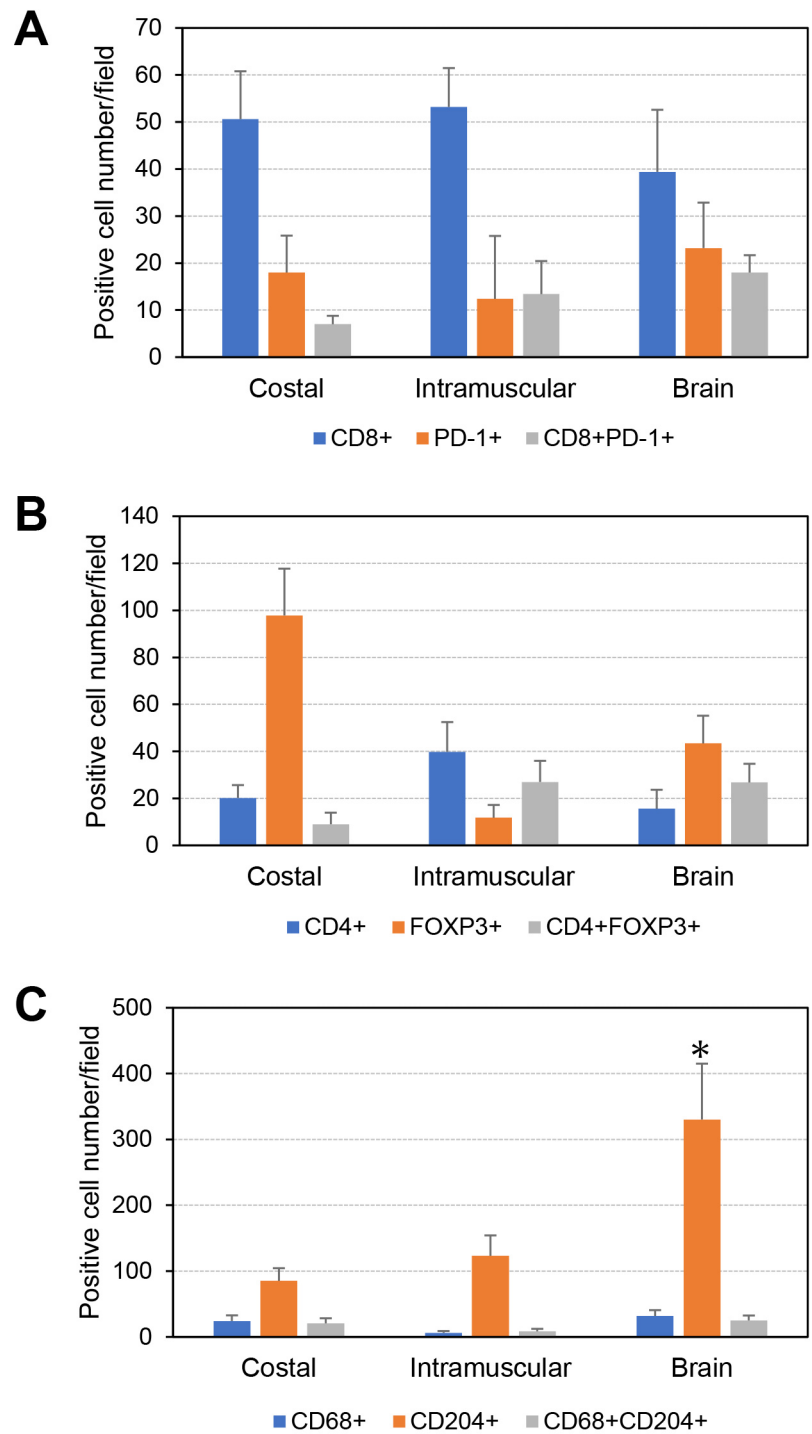 A
Positive cell number/field
70
60
50
40
30
20
10
0
Costal Intramuscular Brain
CD8+ PD-1+ CD8+PD-1+
B
Positive cell number/field
140
120
100
80
60
40
20
0
Costal Intramuscular Brain
CD4+ FOXP3+ CD4+FOXP3+
C
Positive cell number/field
500
400
300
200
100
0
*
Costal Intramuscular Brain
CD68+ CD204+ CD68+CD204+